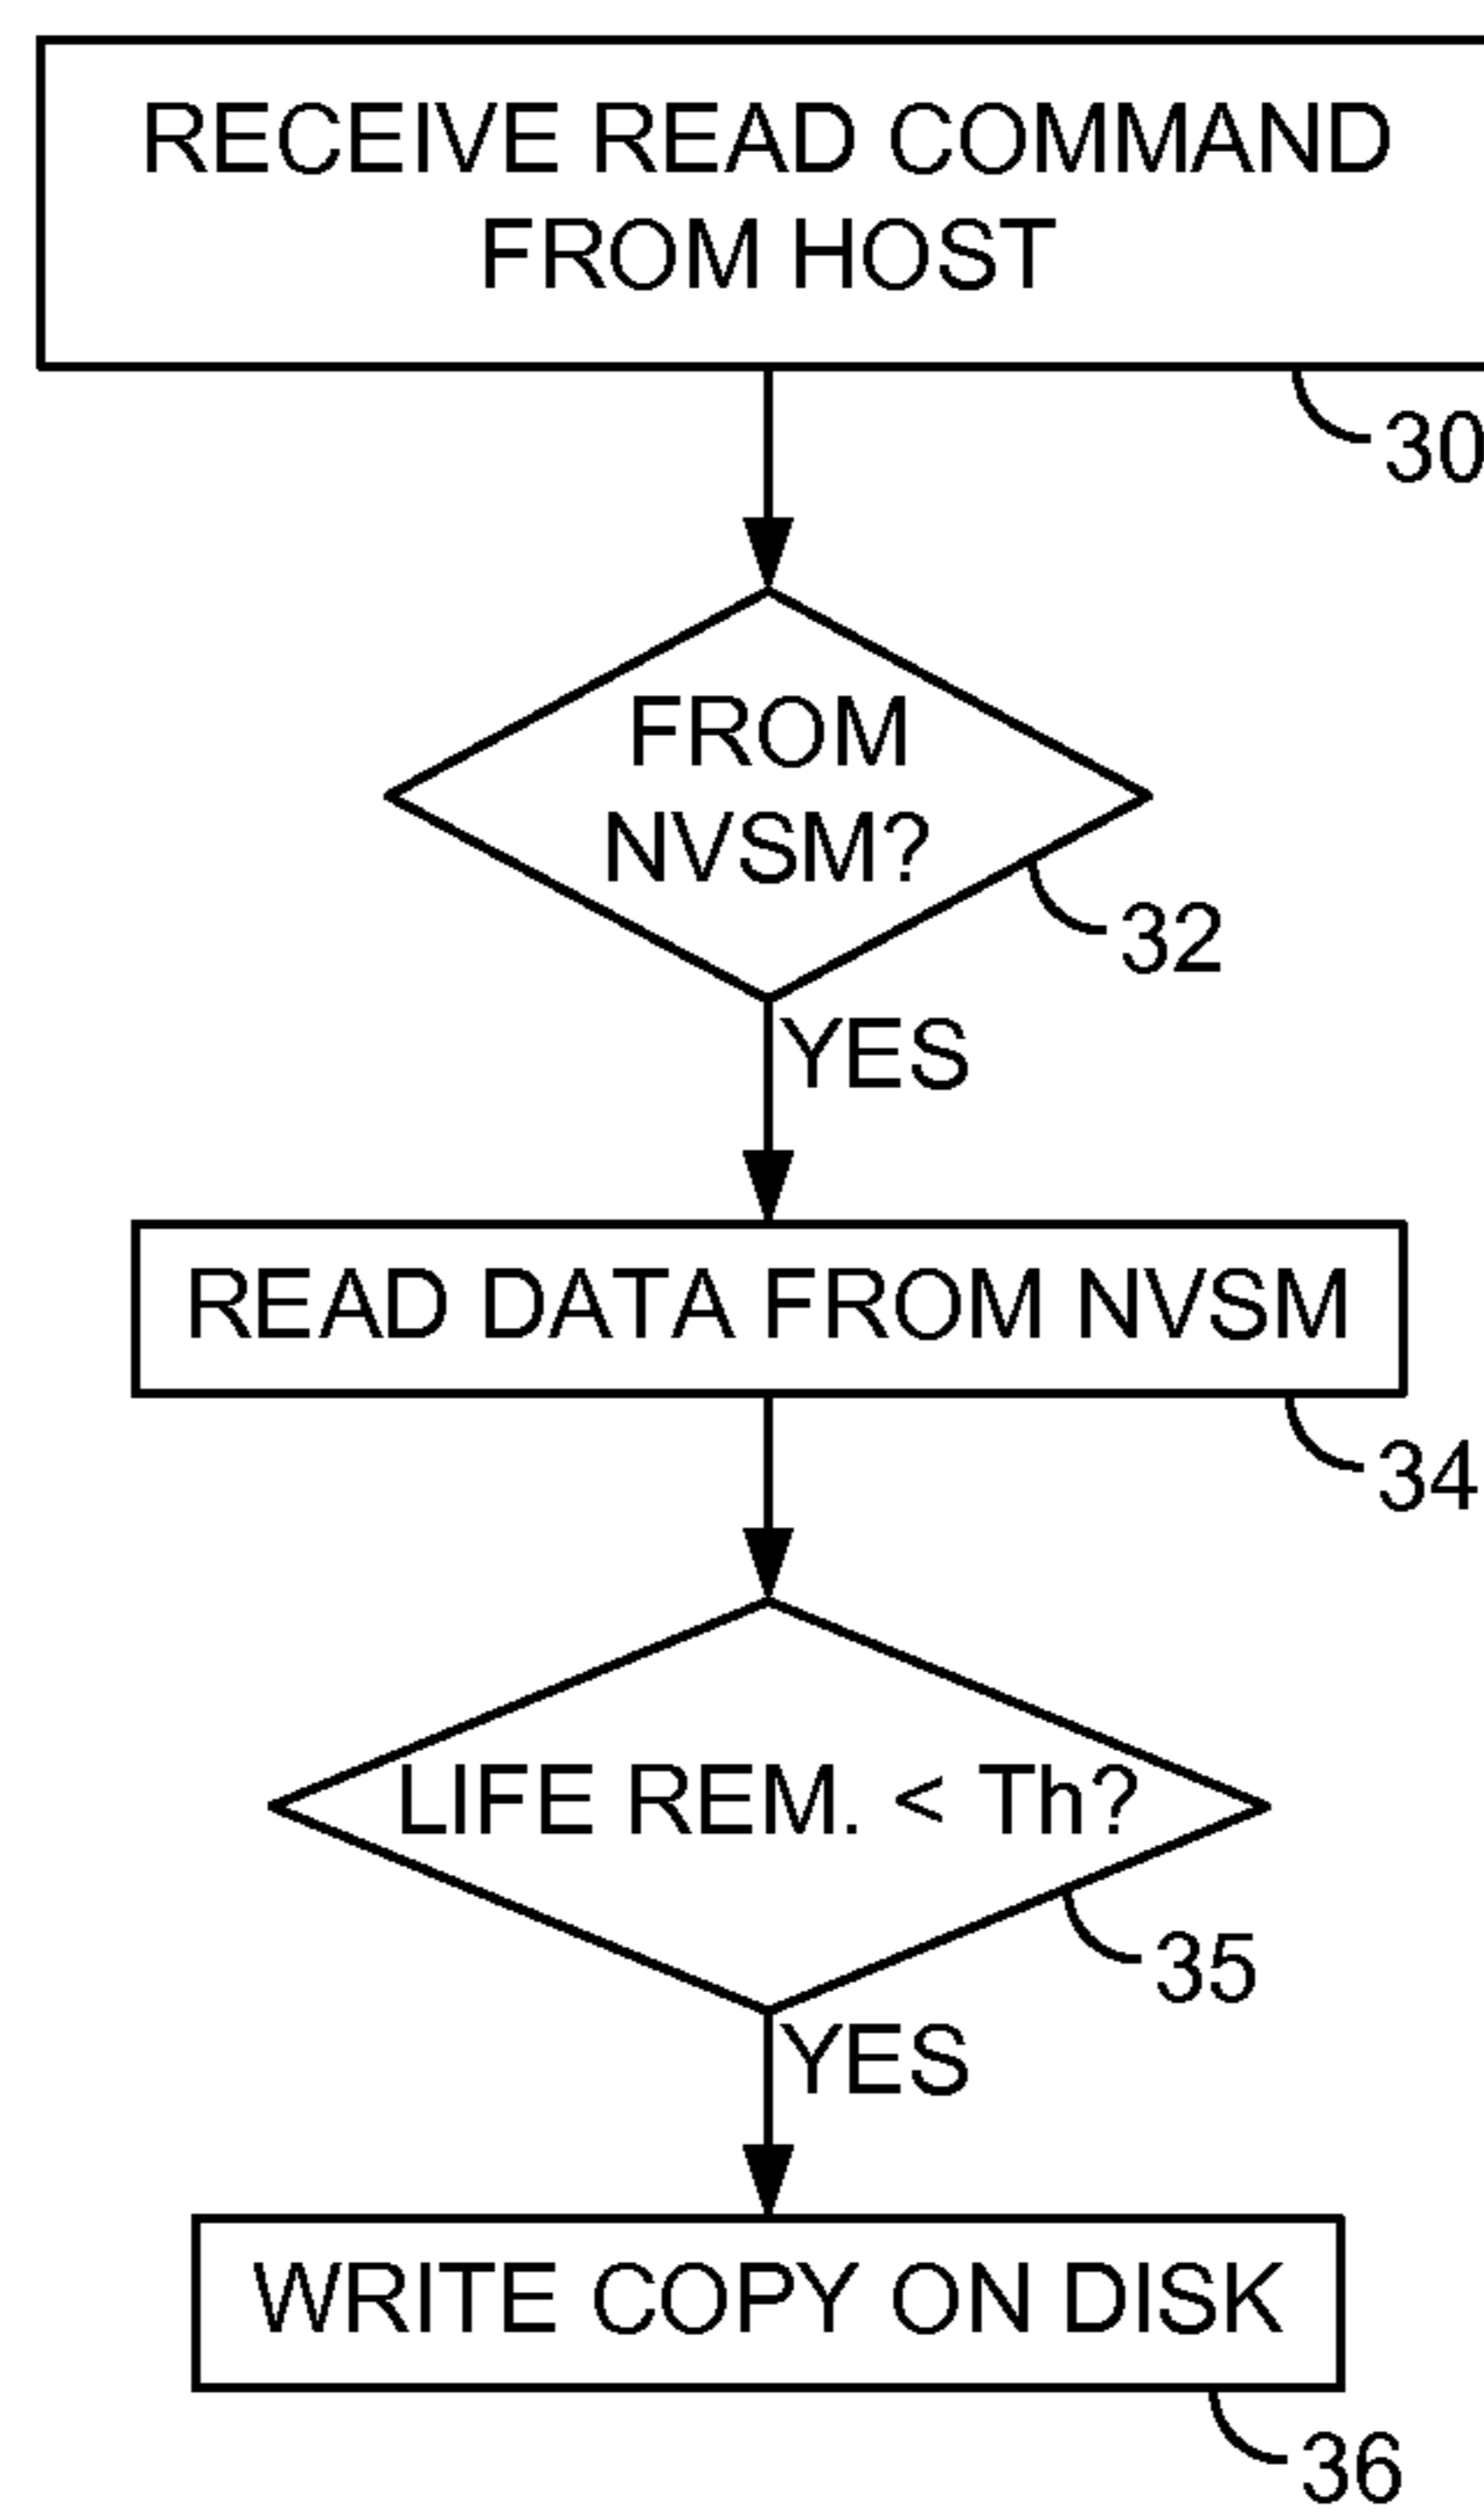 RECEIVE READ COMMAND
FROM HOST
30
FROM
NVSM?
32
YES
READ DATA FROM NVSM
34
LIFE REM. < Th?
35
YES
WRITE COPY ON DISK
36